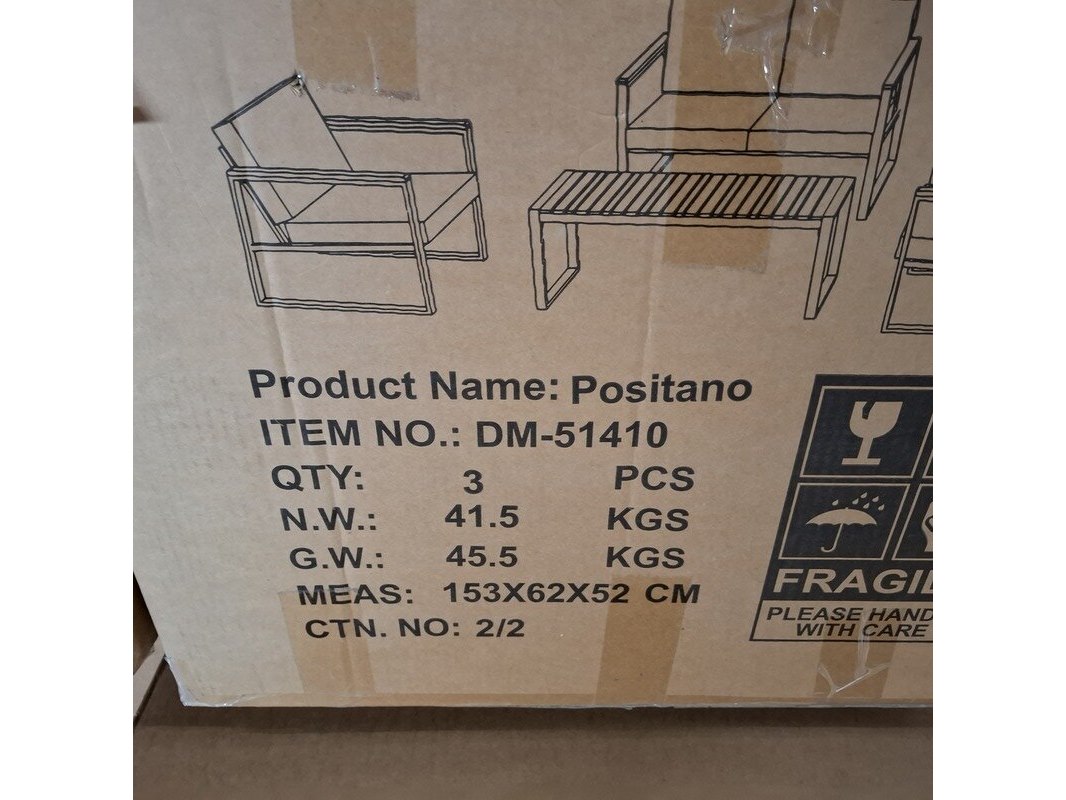 Product Name: Positano
ITEM NO.: DM-51410
QTY: 3 PCS
N.W.: 41.5 KGS
G.W.: 45.5 KGS
MEAS: 153X62X52 CM
CTN. NO: 2/2
FRAGIL
PLEASE HAND
WITH CARE